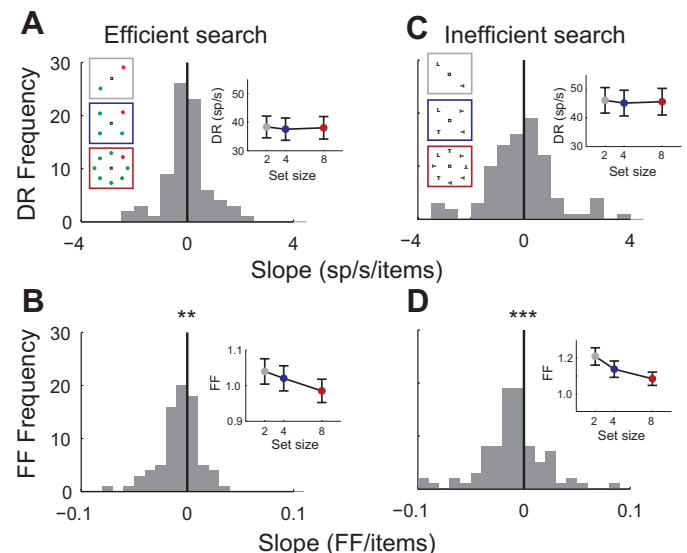 A Efficient search
C Inefficient search
30
20
10
0
DR Frequency
−4 0 4
−4 0 4
Slope (sp/s/items)
DR (sp/s)
50
40
30
2 4 8
Set size
DR (sp/s)
50
40
30
2 4 8
Set size
B
**
D
***
30
20
10
0
FF Frequency
−0.1 0 0.1
−0.1 0 0.1
Slope (FF/items)
FF
1.1
1.0
0.9
2 4 8
Set size
FF
1.2
1.0
2 4 8
Set size